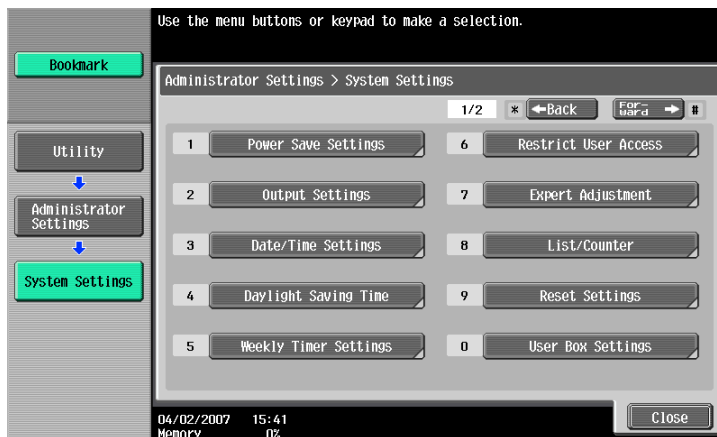 Use the menu buttons or keypad to make a selection.
Bookmark
Administrator Settings > System Settings
1/2 * ←Back For-ward → #
Utility
Administrator
Settings
System Settings
1 Power Save Settings
2 Output Settings
3 Date/Time Settings
4 Daylight Saving Time
5 Weekly Timer Settings
6 Restrict User Access
7 Expert Adjustment
8 List/Counter
9 Reset Settings
0 User Box Settings
04/02/2007 15:41
Memory 0%
Close